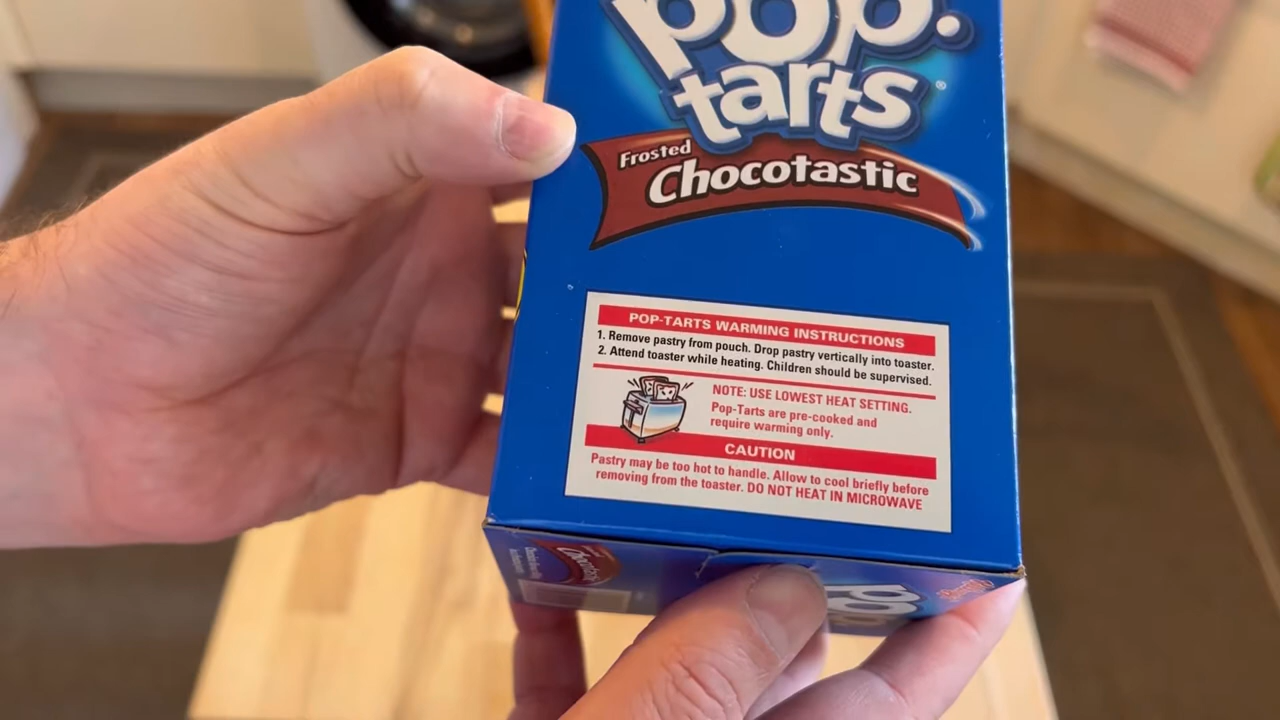 pop.
tarts®
Frosted
Chocotastic
POP-TARTS WARMING INSTRUCTIONS
1. Remove pastry from pouch. Drop pastry vertically into toaster.
2. Attend toaster while heating. Children should be supervised.
NOTE: USE LOWEST HEAT SETTING.
Pop-Tarts are pre-cooked and
require warming only.
CAUTION
Pastry may be too hot to handle. Allow to cool briefly before
removing from the toaster. DO NOT HEAT IN MICROWAVE
Chocotastic
pop